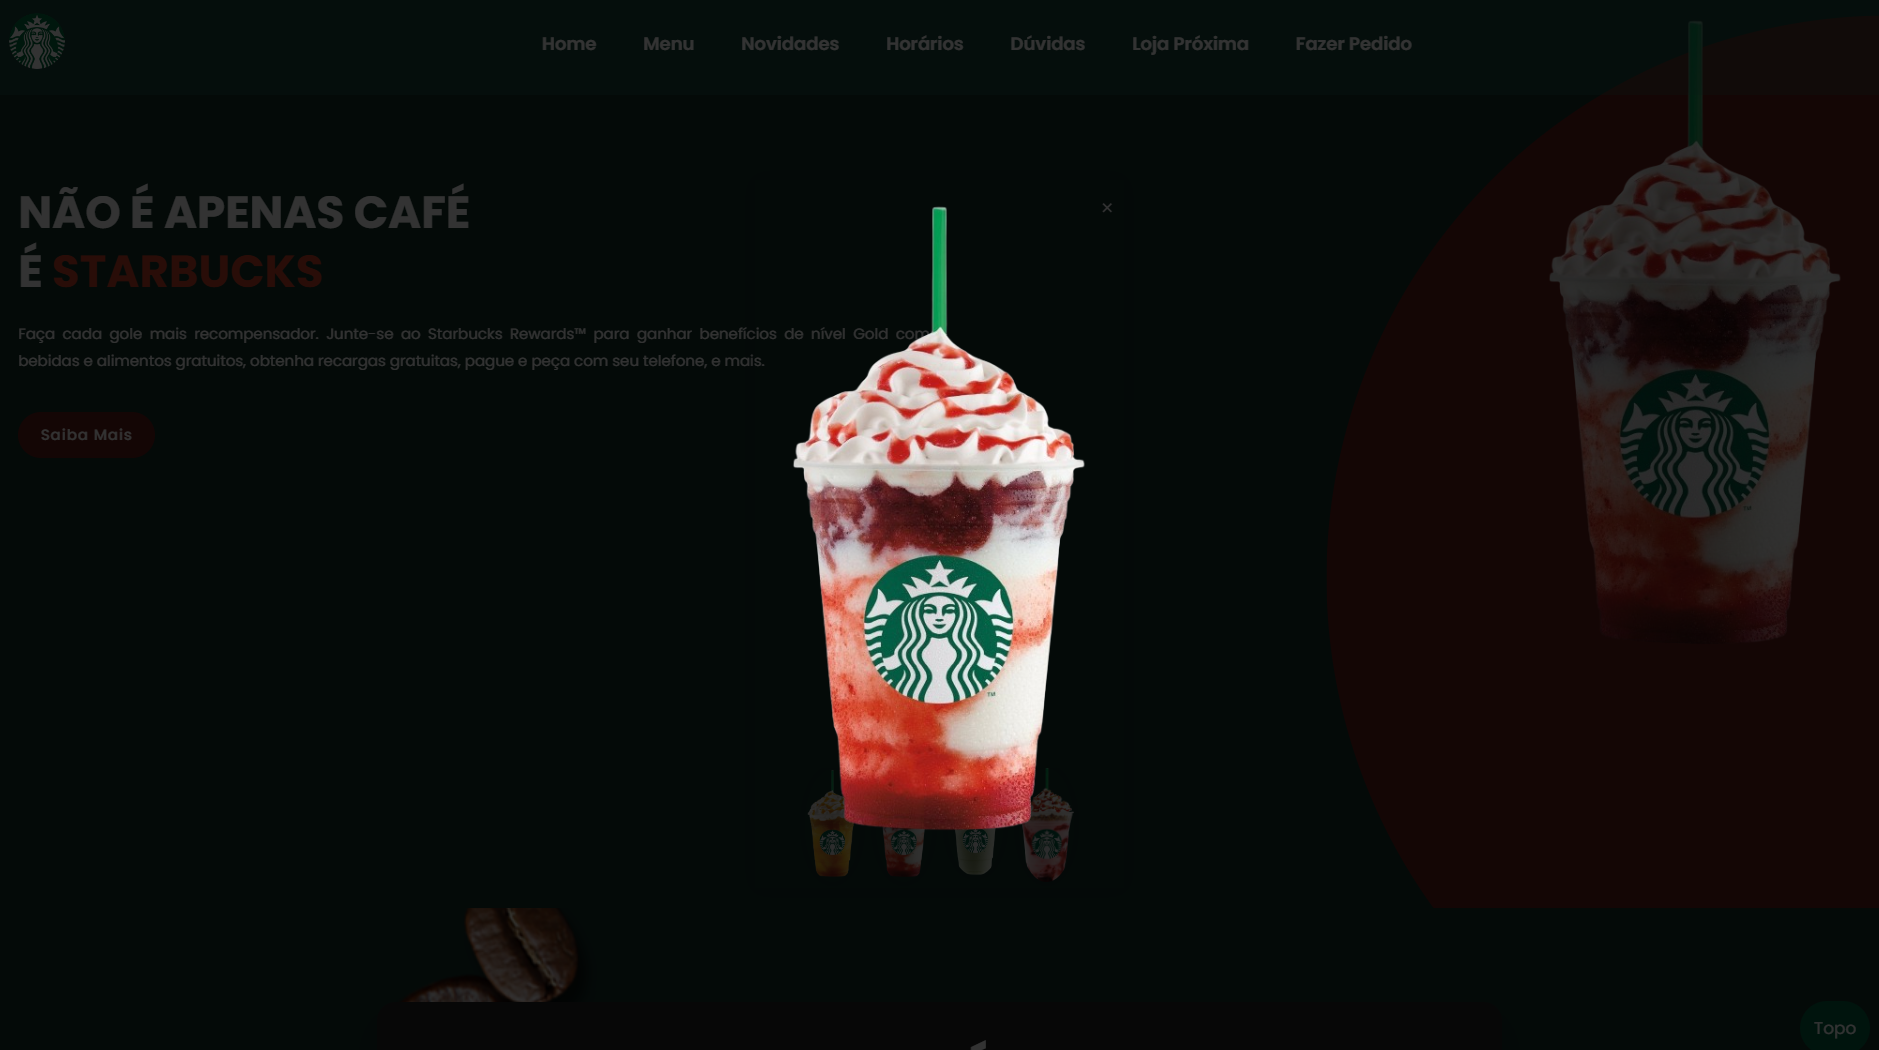 Home Menu Novidades Horários Dúvidas Loja Próxima Fazer Pedido
NÃO É APENAS CAFÉ
É STARBUCKS
Faça cada gole mais recompensador. Junte-se ao Starbucks Rewards™ para ganhar benefícios de nível Gold com
bebidas e alimentos gratuitos, obtenha recargas gratuitas, pague e peça com seu telefone, e mais.
Saiba Mais
×
TM
TM
Topo